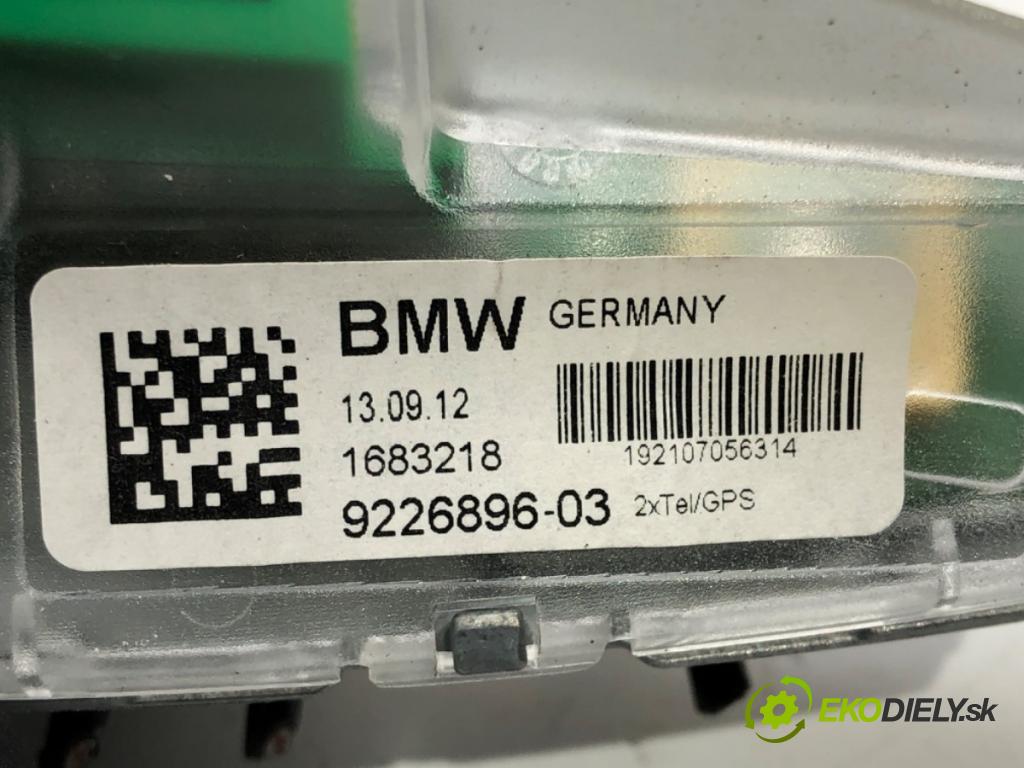 BMW GERMANY
13.09.12
1683218
192107056314
9226896-03 2xTel/GPS
EKODIELY.sk